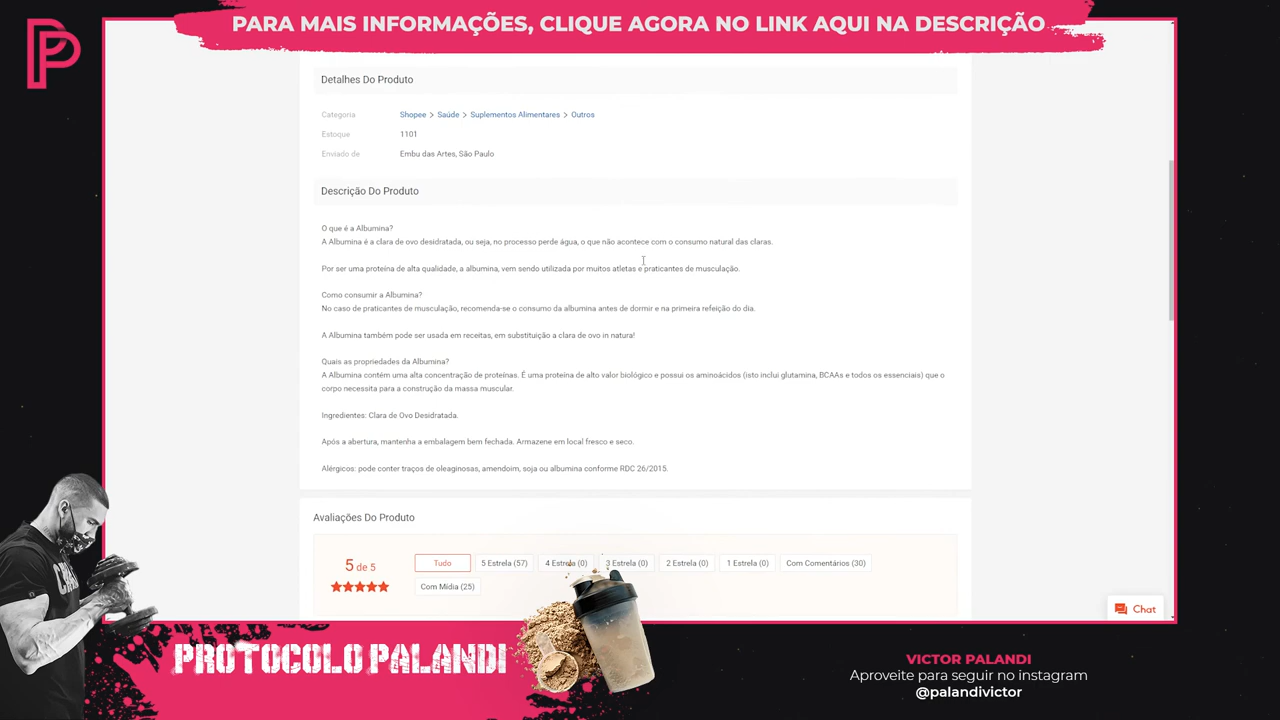 PARA MAIS INFORMAÇÕES, CLIQUE AGORA NO LINK AQUI NA DESCRIÇÃO
Detalhes Do Produto
Categoria Shopee > Saúde > Suplementos Alimentares > Outros
Estoque 1101
Enviado de Embu das Artes, São Paulo
Descrição Do Produto
O que é a Albumina?
A Albumina é a clara de ovo desidratada, ou seja, no processo perde água, o que não acontece com o consumo natural das claras.
Por ser uma proteína de alta qualidade, a albumina, vem sendo utilizada por muitos atletas e praticantes de musculação.
Como consumir a Albumina?
No caso de praticantes de musculação, recomenda-se o consumo da albumina antes de dormir e na primeira refeição do dia.
A Albumina também pode ser usada em receitas, em substituição a clara de ovo in natura!
Quais as propriedades da Albumina?
A Albumina contém uma alta concentração de proteínas. É uma proteína de alto valor biológico e possui os aminoácidos (isto inclui glutamina, BCAAs e todos os essenciais) que o
corpo necessita para a construção da massa muscular.
Ingredientes: Clara de Ovo Desidratada.
Após a abertura, mantenha a embalagem bem fechada. Armazene em local fresco e seco.
Alérgicos: pode conter traços de oleaginosas, amendoim, soja ou albumina conforme RDC 26/2015.
Avaliações Do Produto
5 de 5
Tudo 5 Estrela (57) 4 Estrela (0) 3 Estrela (0) 2 Estrela (0) 1 Estrela (0) Com Comentários (30)
Com Mídia (25)
Chat
PROTOCOLO PALANDI
VICTOR PALANDI
Aproveite para seguir no instagram
@palandivictor